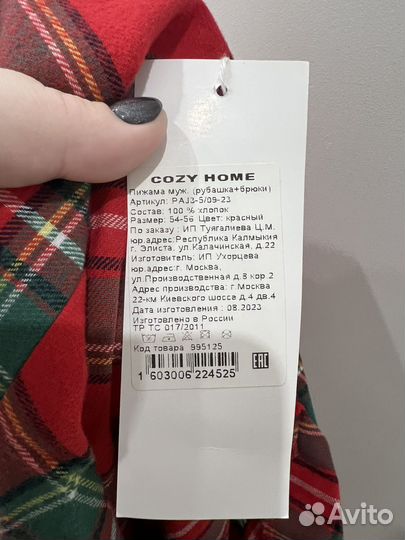 COZY HOME
Пижама муж. (рубашка+брюки)
Артикул: PAJ3-5/09-23
Состав: 100 % хлопок
Размер: 54-56 Цвет: красный
По заказу : ИП Туягалиева Ц.М.
юр.адрес:Республика Калмыкия
г. Элиста, ул.Калачинская, д.22
Изготовитель: ИП Ухорцева
юр.адрес:г. Москва,
ул.Производственная д.8 кор.2
Адрес производства: г.Москва
22-км Киевского шоссе д.4 дв.4
Дата изготовления : 08.2023
Изготовлено в России
ТР ТС 017/2011
Код товара 995125
EAC
1 603006 224525
Avito